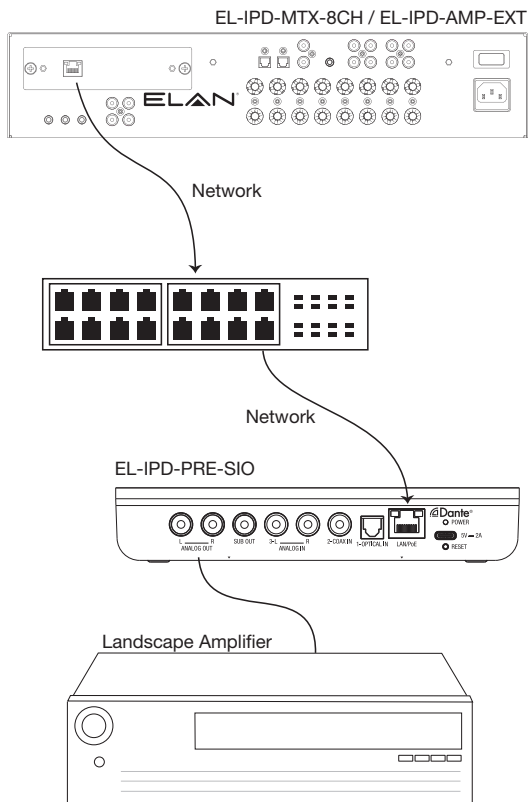 EL-IPD-MTX-8CH / EL-IPD-AMP-EXT
ELAN
Network
Network
EL-IPD-PRE-SIO
Dante®
POWER
5V 2A
RESET
L R
ANALOG OUT
SUB OUT
3-L R
ANALOG IN
2-COAX IN
1-OPTICAL IN
LAN/PoE
Landscape Amplifier